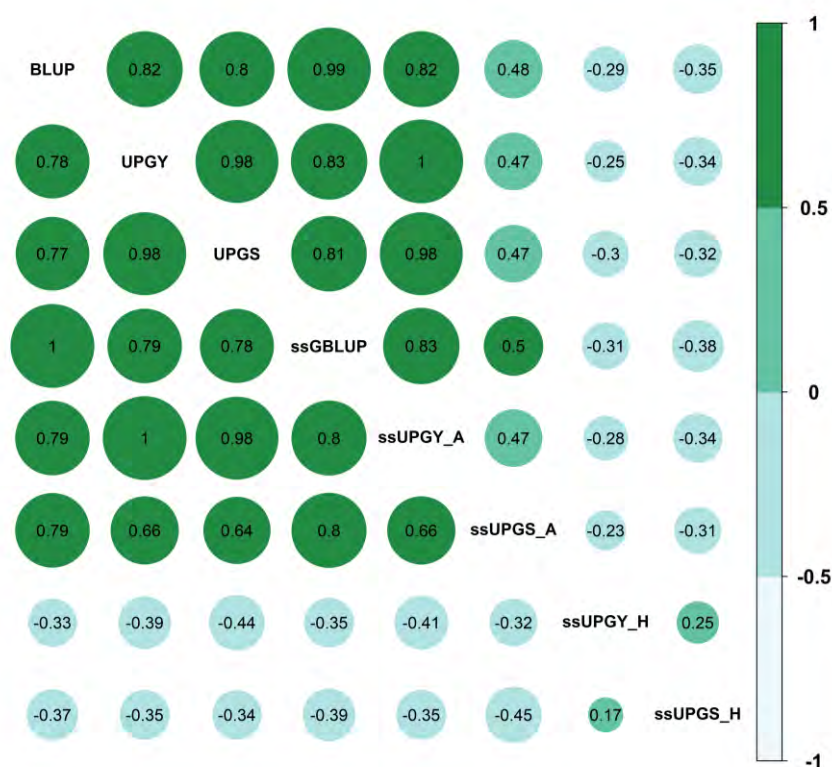 1
BLUP 0.82 0.8 0.99 0.82 0.48 -0.29 -0.35
0.78 UPGY 0.98 0.83 1 0.47 -0.25 -0.34
0.5
0.77 0.98 UPGS 0.81 0.98 0.47 -0.3 -0.32
1 0.79 0.78 ssGBLUP 0.83 0.5 -0.31 -0.38
0
0.79 1 0.98 0.8 ssUPGY_A 0.47 -0.28 -0.34
0.79 0.66 0.64 0.8 0.66 ssUPGS_A -0.23 -0.31
-0.5
-0.33 -0.39 -0.44 -0.35 -0.41 -0.32 ssUPGY_H 0.25
-0.37 -0.35 -0.34 -0.39 -0.35 -0.45 0.17 ssUPGS_H
-1